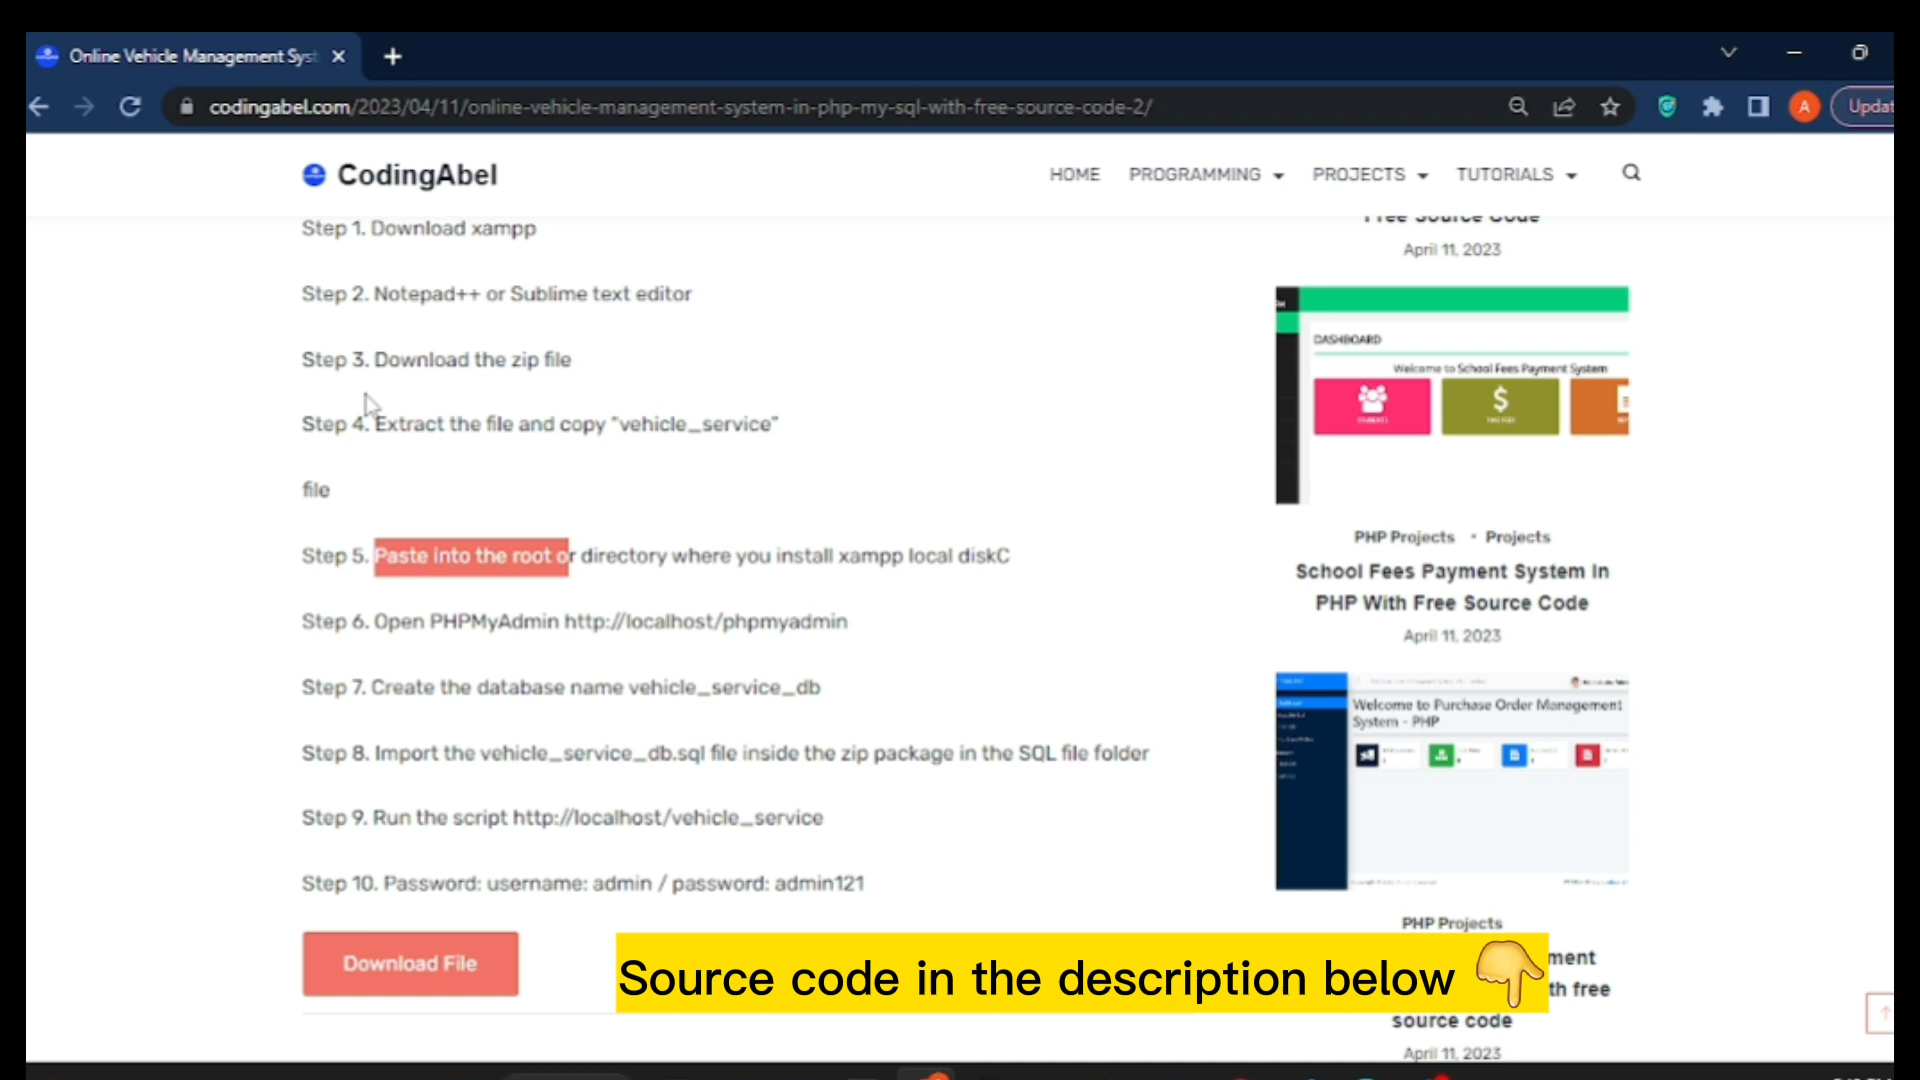 Online Vehicle Management Syst
codingabel.com/2023/04/11/online-vehicle-management-system-in-php-my-sql-with-free-source-code-2/
A
Updat
CodingAbel
HOME PROGRAMMING PROJECTS TUTORIALS
Step 1. Download xampp
Step 2. Notepad++ or Sublime text editor
Step 3. Download the zip file
Step 4. Extract the file and copy "vehicle_service"
file
Step 5. Paste into the root or directory where you install xampp local diskC
Step 6. Open PHPMyAdmin http://localhost/phpmyadmin
Step 7. Create the database name vehicle_service_db
Step 8. Import the vehicle_service_db.sql file inside the zip package in the SQL file folder
Step 9. Run the script http://localhost/vehicle_service
Step 10. Password: username: admin / password: admin121
Download File
Free Source Code
April 11, 2023
DASHBOARD
Welcome to School Fees Payment System
PHP Projects • Projects
School Fees Payment System In
PHP With Free Source Code
April 11, 2023
Welcome to Purchase Order Management
System - PHP
PHP Projects
ment
th free
source code
April 11, 2023
Source code in the description below 👇